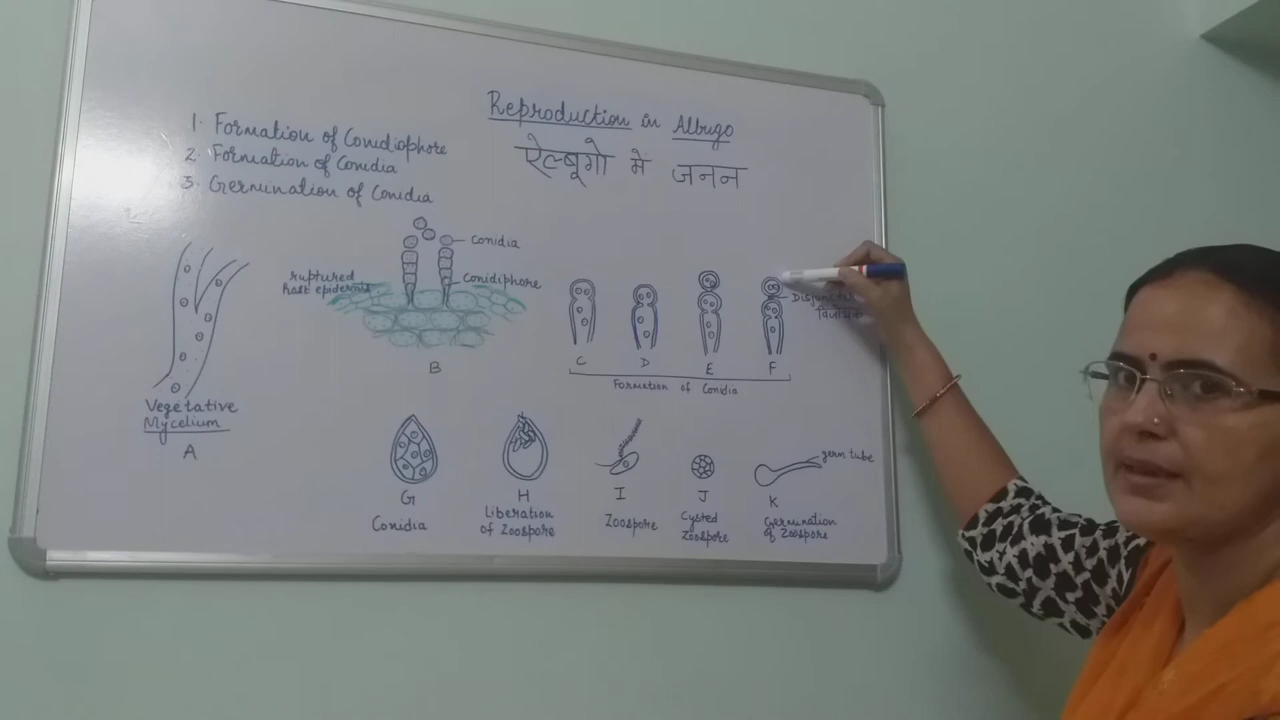 Reproduction in Albugo
ऐल्बूगो में जनन
1. Formation of Conidiophore
2. Formation of Conidia
3. Germination of Conidia
Conidia
ruptured
host epidermis
Conidiphore
Vegetative
Mycelium
A
B
C
D
E
F
Formation of Conidia
G
Conidia
H
Liberation
of Zoospore
I
Zoospore
J
Cysted
Zoospore
germ tube
K
Germination
of Zoospore